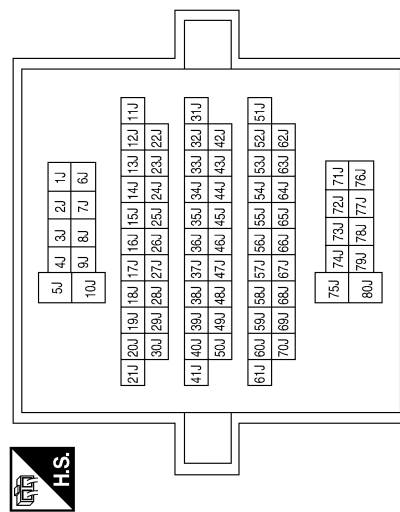 H.S.
5J 4J 3J 2J 1J
10J 9J 8J 7J 6J
21J 20J 19J 18J 17J 16J 15J 14J 13J 12J 11J
30J 29J 28J 27J 26J 25J 24J 23J 22J
41J 40J 39J 38J 37J 36J 35J 34J 33J 32J 31J
50J 49J 48J 47J 46J 45J 44J 43J 42J
61J 60J 59J 58J 57J 56J 55J 54J 53J 52J 51J
70J 69J 68J 67J 66J 65J 64J 63J 62J
75J 74J 73J 72J 71J
80J 79J 78J 77J 76J